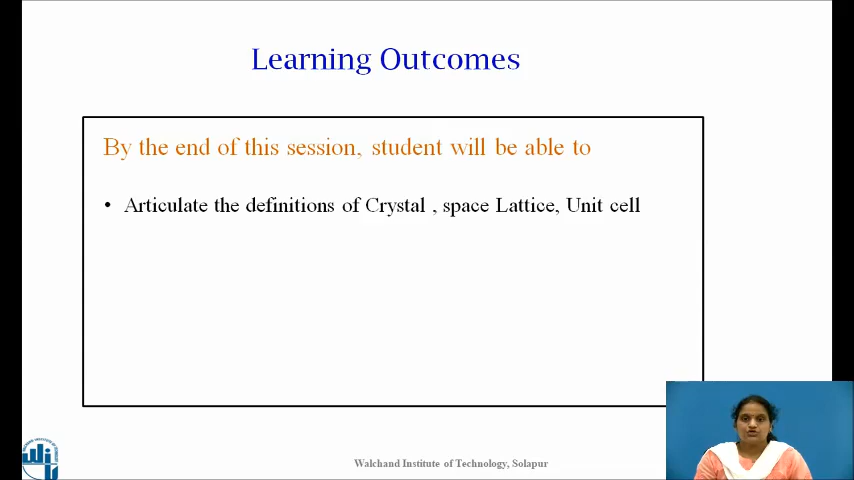 Learning Outcomes
By the end of this session, student will be able to
• Articulate the definitions of Crystal , space Lattice, Unit cell
Walchand Institute of Technology, Solapur